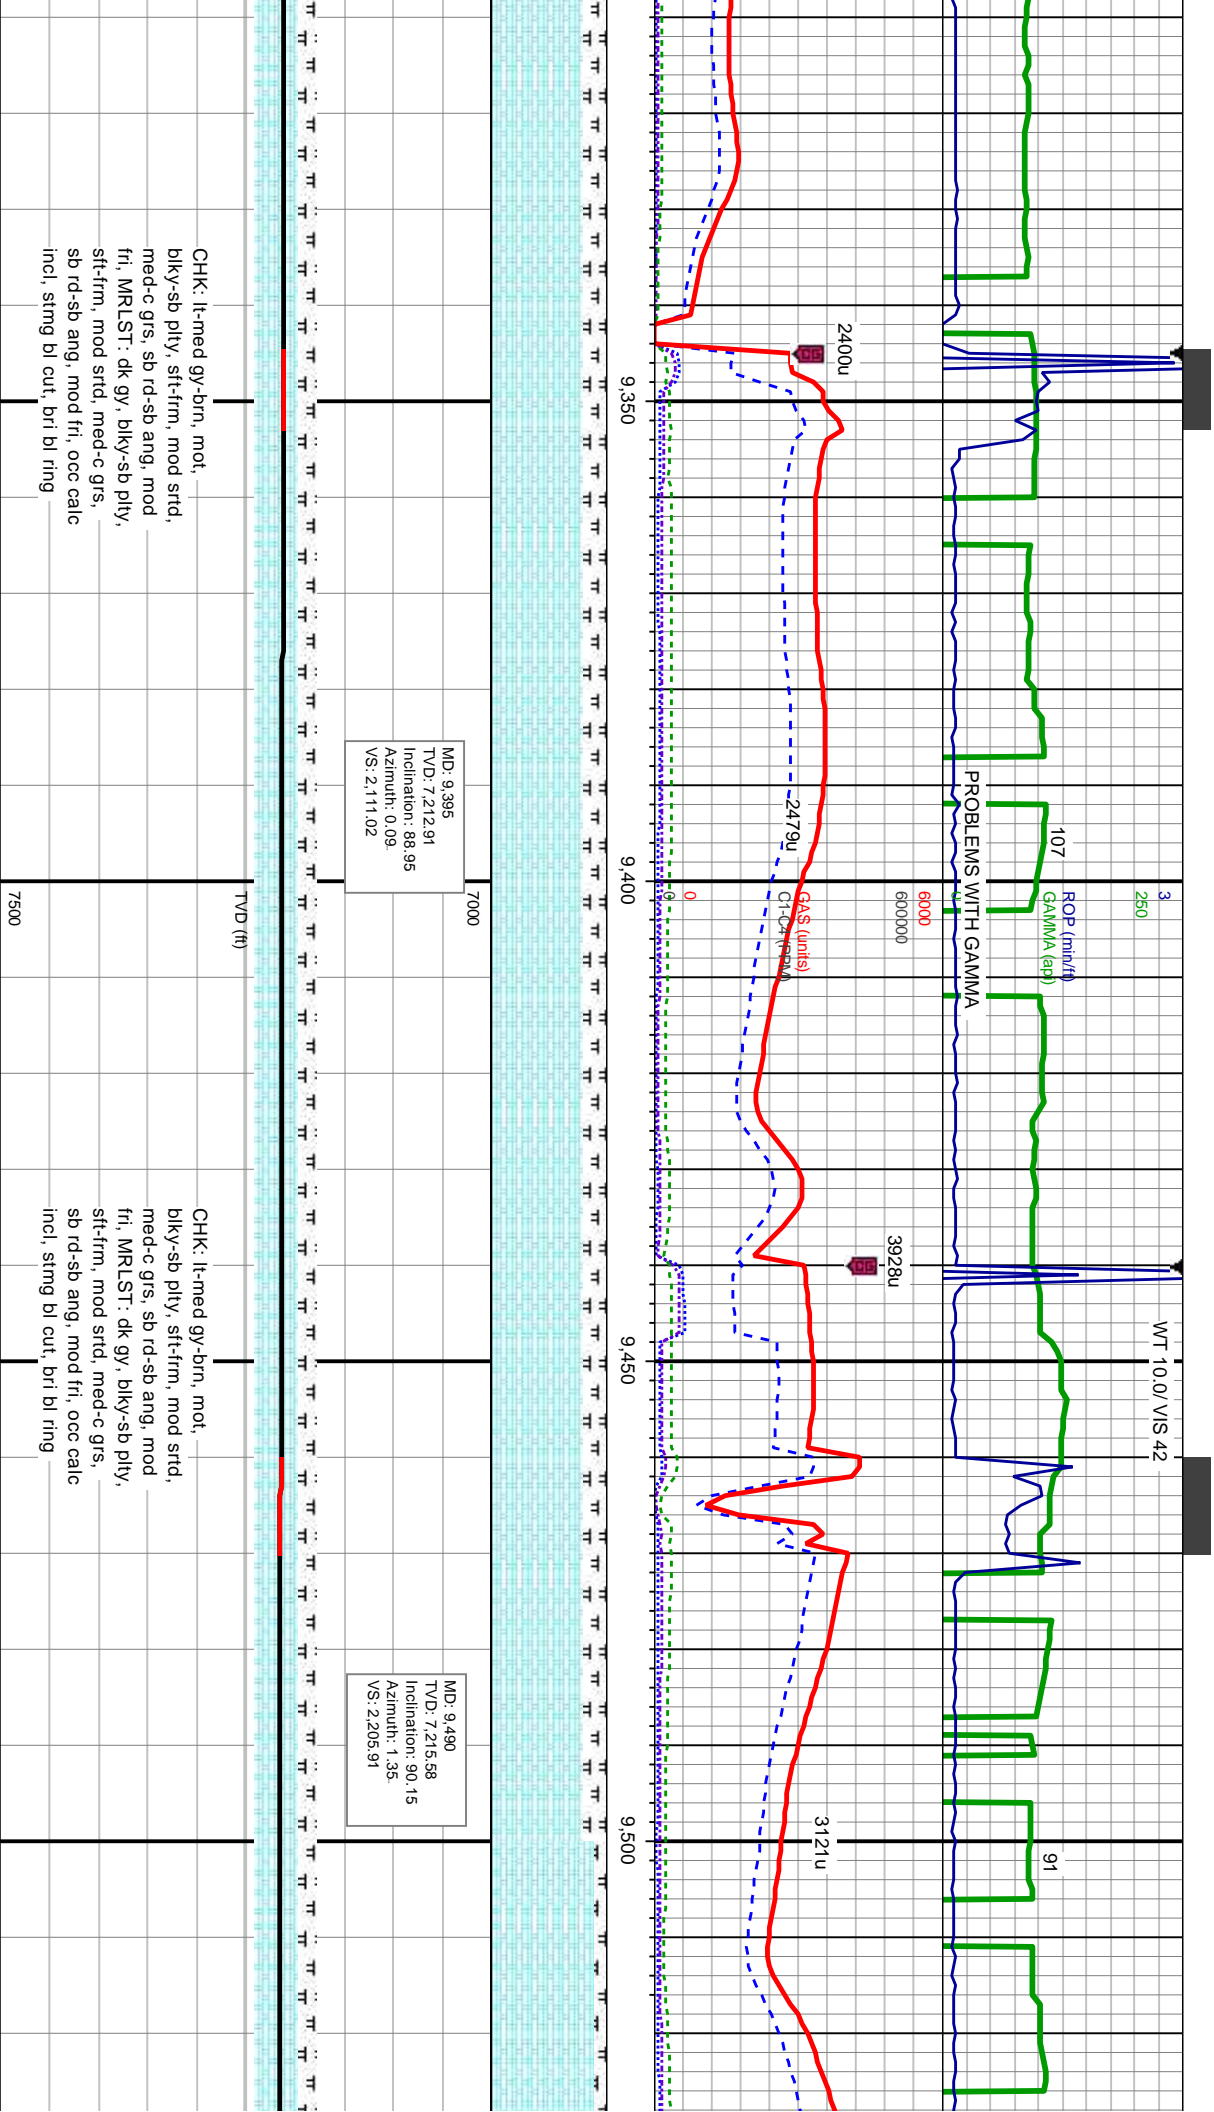 3
ROP (min/ft)
250
GAMMA (api)
0
6000
GAS (units)
0
600000
C1-C4 (PPM)
0
2400u
107
PROBLEMS WITH GAMMA
2479u
3928u
WT 10.0/ VIS 42
3121u
91
9,350
9,400
9,450
9,500
7000
TVD (ft)
7500
MD: 9,395
TVD: 7,212.91
Inclination: 88.95
Azimuth: 0.09
VS: 2,111.02
MD: 9,490
TVD: 7,215.58
Inclination: 90.15
Azimuth: 1.35
VS: 2,205.91
CHK: lt-med gy-brn, mot,
blky-sb plty, sft-frm, mod srtd,
med-c grs, sb rd-sb ang, mod
fri, MRLST: dk gy, blky-sb plty,
sft-frm, mod srtd, med-c grs,
sb rd-sb ang, mod fri, occ calc
incl, stmg bl cut, bri bl ring
CHK: lt-med gy-brn, mot,
blky-sb plty, sft-frm, mod srtd,
med-c grs, sb rd-sb ang, mod
fri, MRLST: dk gy, blky-sb plty,
sft-frm, mod srtd, med-c grs,
sb rd-sb ang, mod fri, occ calc
incl, stmg bl cut, bri bl ring